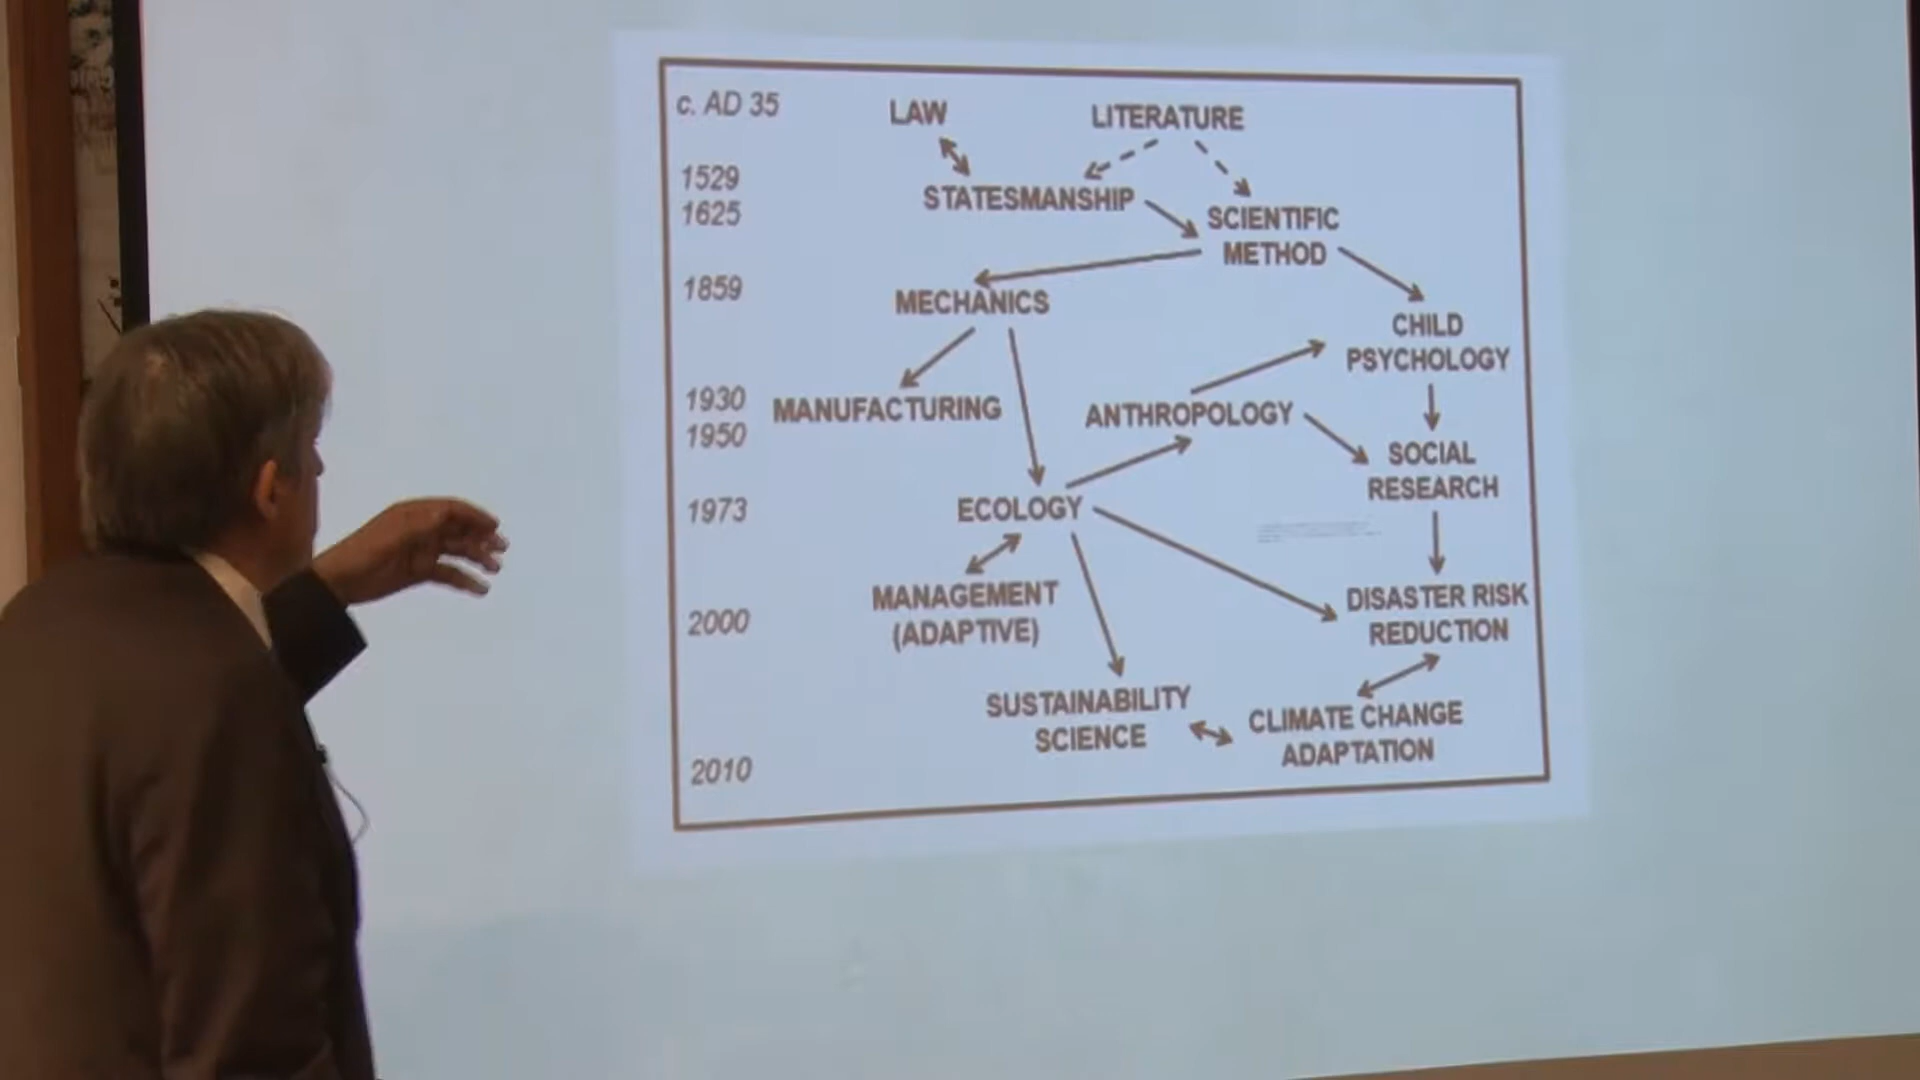 c. AD 35
LAW
LITERATURE
1529
STATESMANSHIP
1625
SCIENTIFIC
METHOD
1859
MECHANICS
CHILD
PSYCHOLOGY
1930
MANUFACTURING
ANTHROPOLOGY
1950
SOCIAL
RESEARCH
1973
ECOLOGY
MANAGEMENT
(ADAPTIVE)
DISASTER RISK
REDUCTION
2000
SUSTAINABILITY
SCIENCE
CLIMATE CHANGE
ADAPTATION
2010